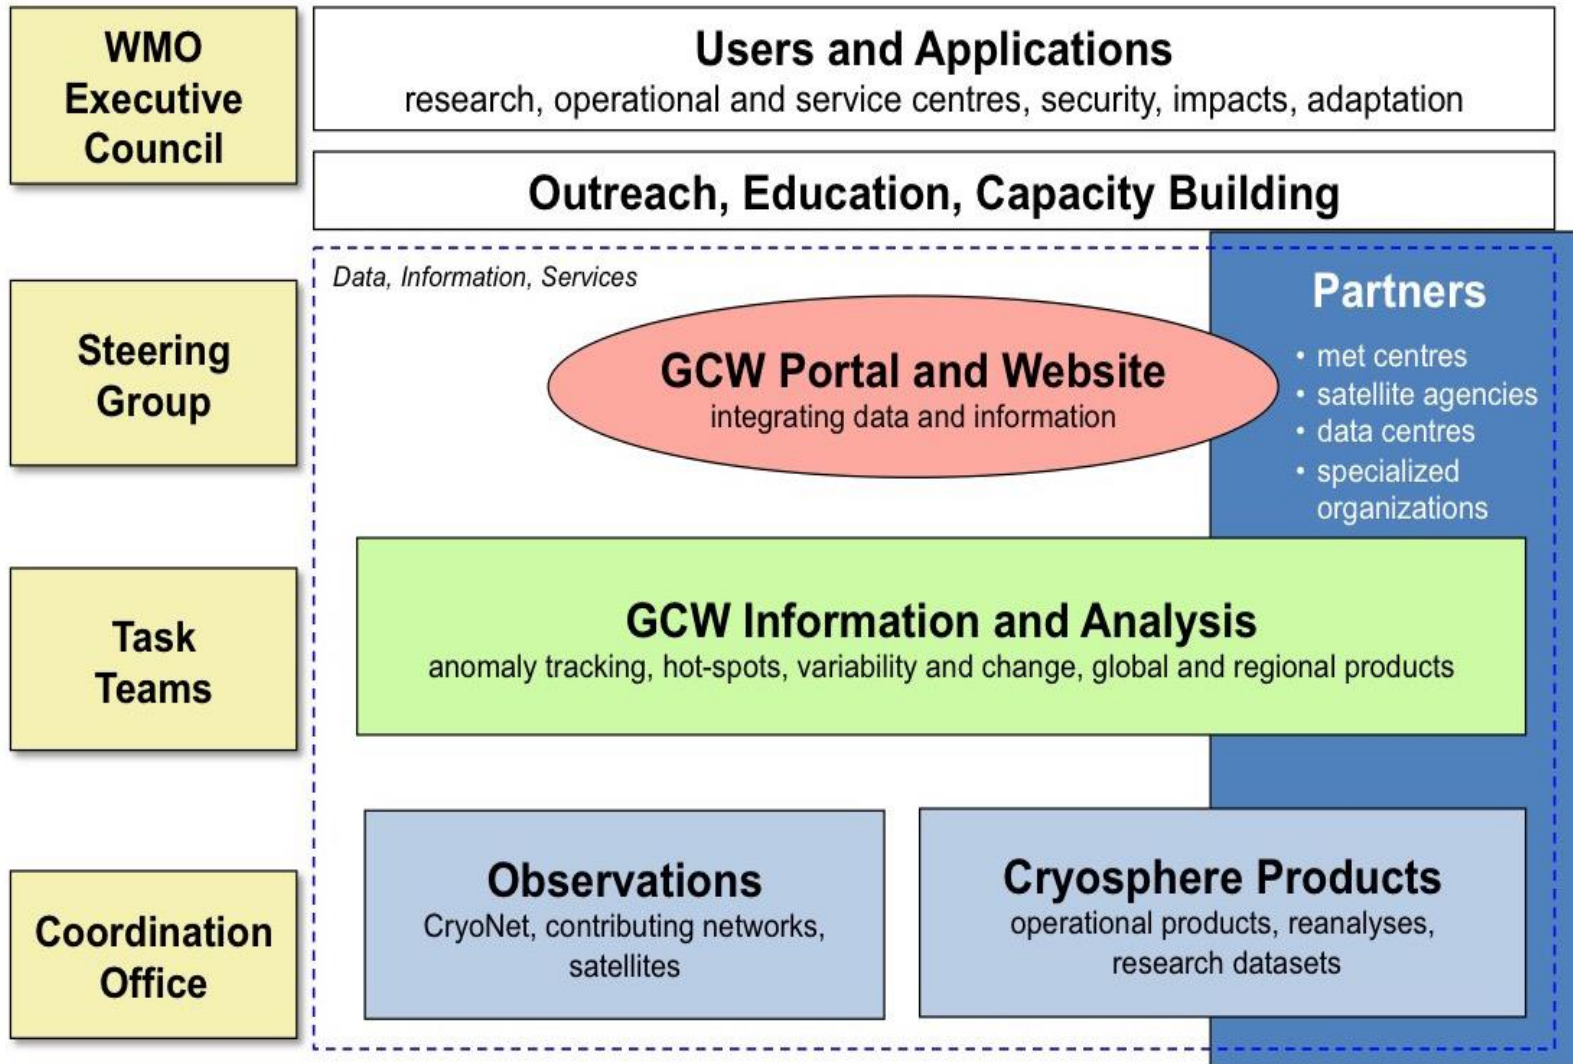 WMO
Executive
Council
Users and Applications
research, operational and service centres, security, impacts, adaptation
Outreach, Education, Capacity Building
Steering
Group
Data, Information, Services
GCW Portal and Website
integrating data and information
Partners
• met centres
• satellite agencies
• data centres
• specialized
organizations
Task
Teams
GCW Information and Analysis
anomaly tracking, hot-spots, variability and change, global and regional products
Coordination
Office
Observations
CryoNet, contributing networks,
satellites
Cryosphere Products
operational products, reanalyses,
research datasets